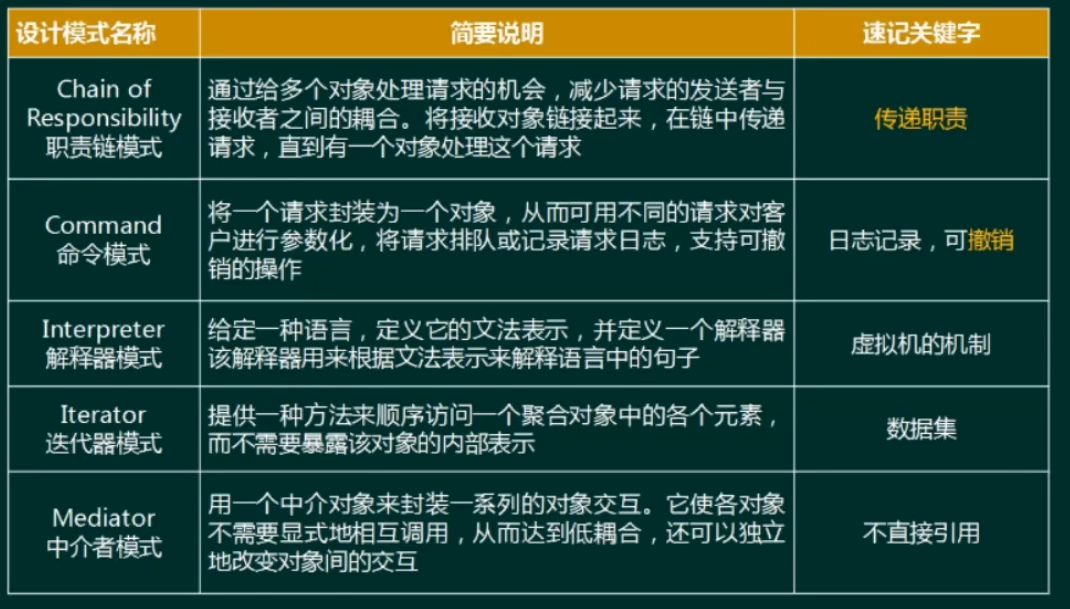 设计模式名称
简要说明
速记关键字
Chain of
Responsibility
职责链模式
通过给多个对象处理请求的机会，减少请求的发送者与
接收者之间的耦合。将接收对象链接起来，在链中传递
请求，直到有一个对象处理这个请求
传递职责
Command
命令模式
将一个请求封装为一个对象，从而可用不同的请求对客
户进行参数化，将请求排队或记录请求日志，支持可撤
销的操作
日志记录，可撤销
Interpreter
解释器模式
给定一种语言，定义它的文法表示，并定义一个解释器
该解释器用来根据文法表示来解释语言中的句子
虚拟机的机制
Iterator
迭代器模式
提供一种方法来顺序访问一个聚合对象中的各个元素，
而不需要暴露该对象的内部表示
数据集
Mediator
中介者模式
用一个中介对象来封装一系列的对象交互。它使各对象
不需要显式地相互调用，从而达到低耦合，还可以独立
地改变对象间的交互
不直接引用